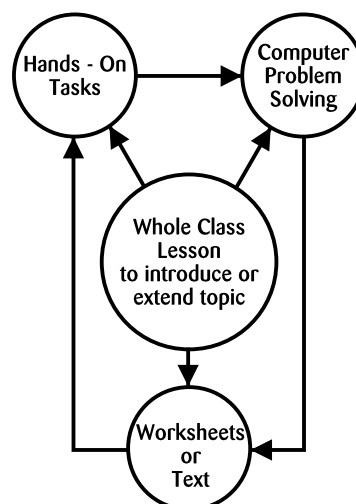 Hands - On
Tasks
Computer
Problem
Solving
Whole Class
Lesson
to introduce or
extend topic
Worksheets
or
Text